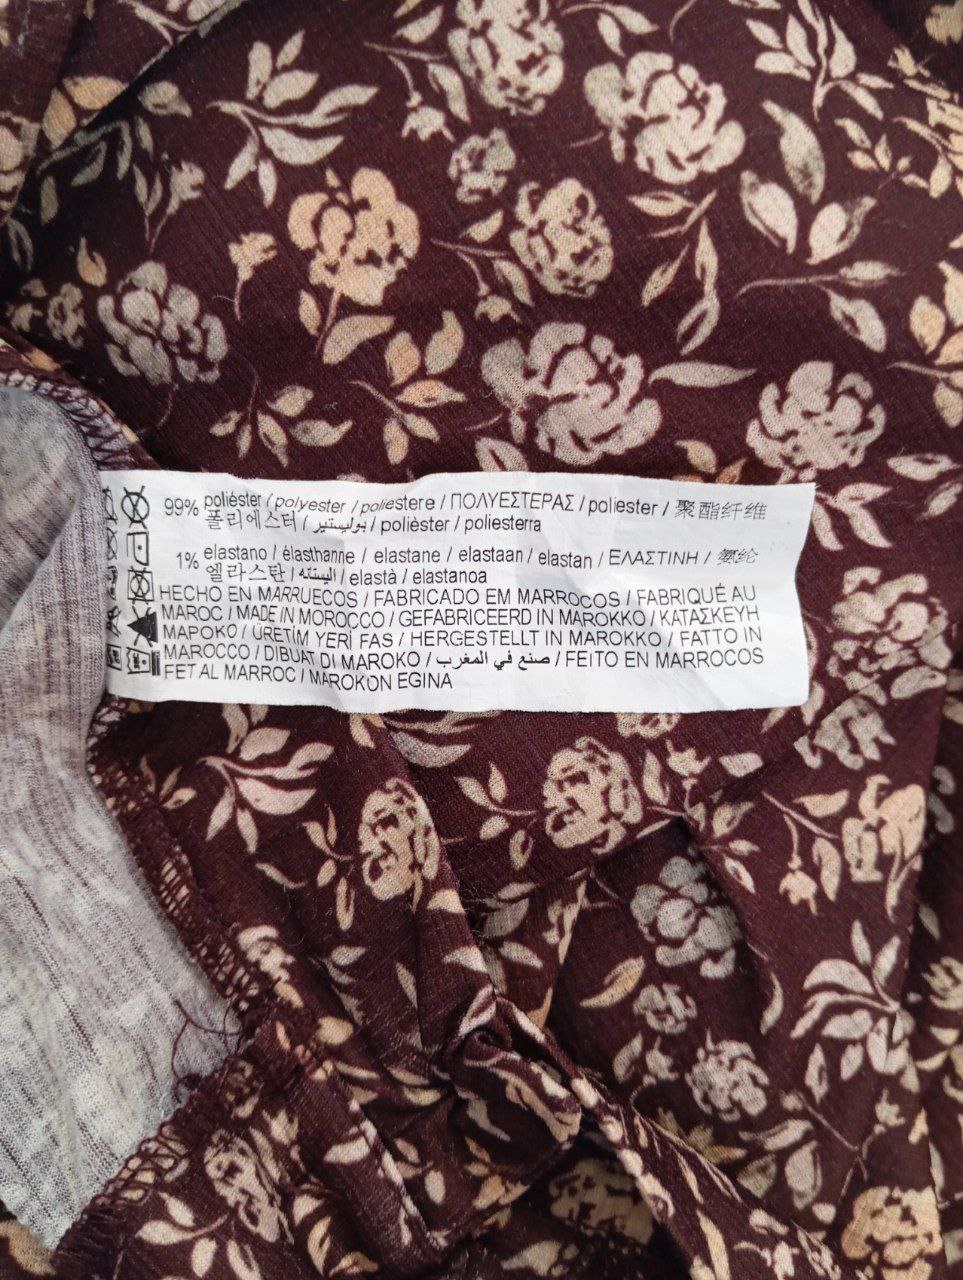 99% poliéster / polyester / poliestere / ΠΟΛΥΕΣΤΕΡΑΣ / poliester / 聚酯纤维
폴리에스터 / بوليستير / polièster / poliesterra
1% elastano / élasthanne / elastane / elastaan / elastan / ΕΛΑΣΤΙΝΗ / 氨纶
엘라스탄 / اليستانه / elastà / elastanoa
HECHO EN MARRUECOS / FABRICADO EM MARROCOS / FABRIQUÉ AU
MAROC / MADE IN MOROCCO / GEFABRICEERD IN MAROKKO / ΚΑΤΑΣΚΕΥΗ
ΜΑΡΟΚΟ / ÜRETİM YERİ FAS / HERGESTELLT IN MAROKKO / FATTO IN
MAROCCO / DIBUAT DI MAROKO / صنع في المغرب / FEITO EN MARROCOS
FET AL MARROC / MAROKON EGINA